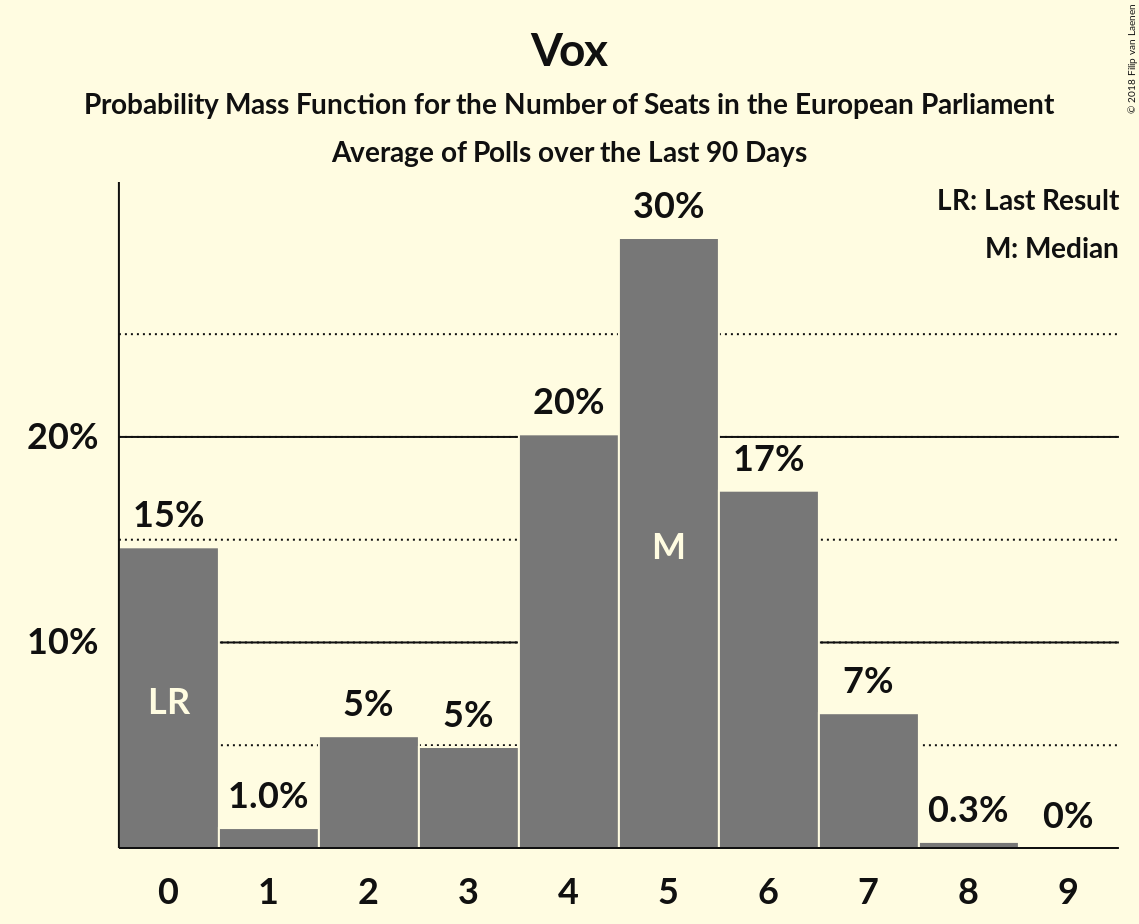 Vox
Probability Mass Function for the Number of Seats in the European Parliament
Average of Polls over the Last 90 Days
© 2018 Filip van Laenen
LR: Last Result
M: Median
30%
20%
20%
17%
15%
M
10%
LR
5%
5%
7%
1.0%
0.3%
0%
0 1 2 3 4 5 6 7 8 9